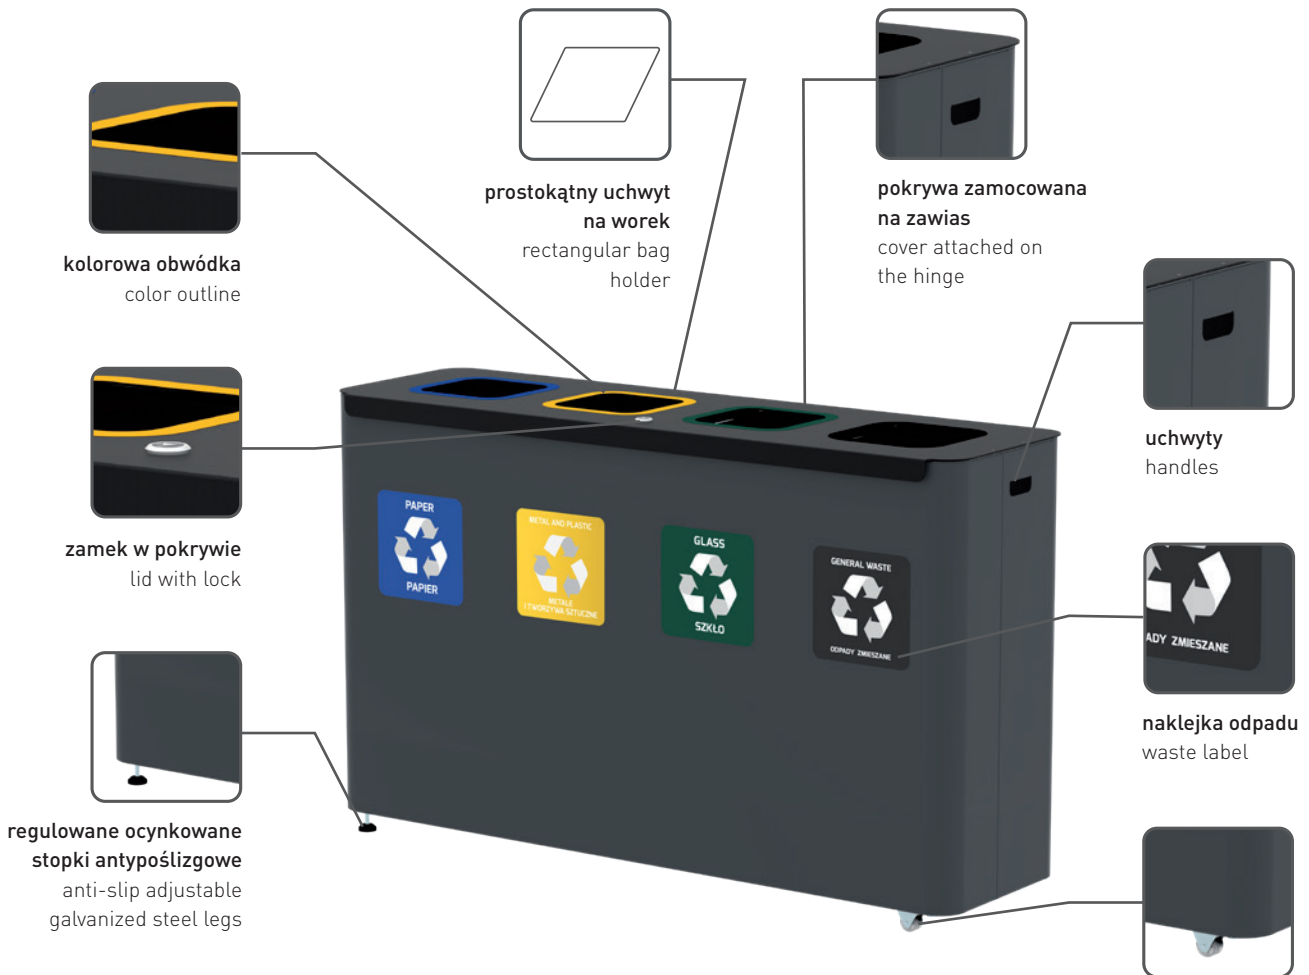 prostokątny uchwyt
na worek
rectangular bag
holder
pokrywa zamocowana
na zawias
cover attached on
the hinge
kolorowa obwódka
color outline
uchwyty
handles
zamek w pokrywie
lid with lock
PAPER
PAPIER
METAL AND PLASTIC
METALE
I TWORZYWA SZTUCZNE
GLASS
SZKŁO
GENERAL WASTE
ODPADY ZMIESZANE
ADY ZMIESZANE
naklejka odpadu
waste label
regulowane ocynkowane
stopki antypoślizgowe
anti-slip adjustable
galvanized steel legs